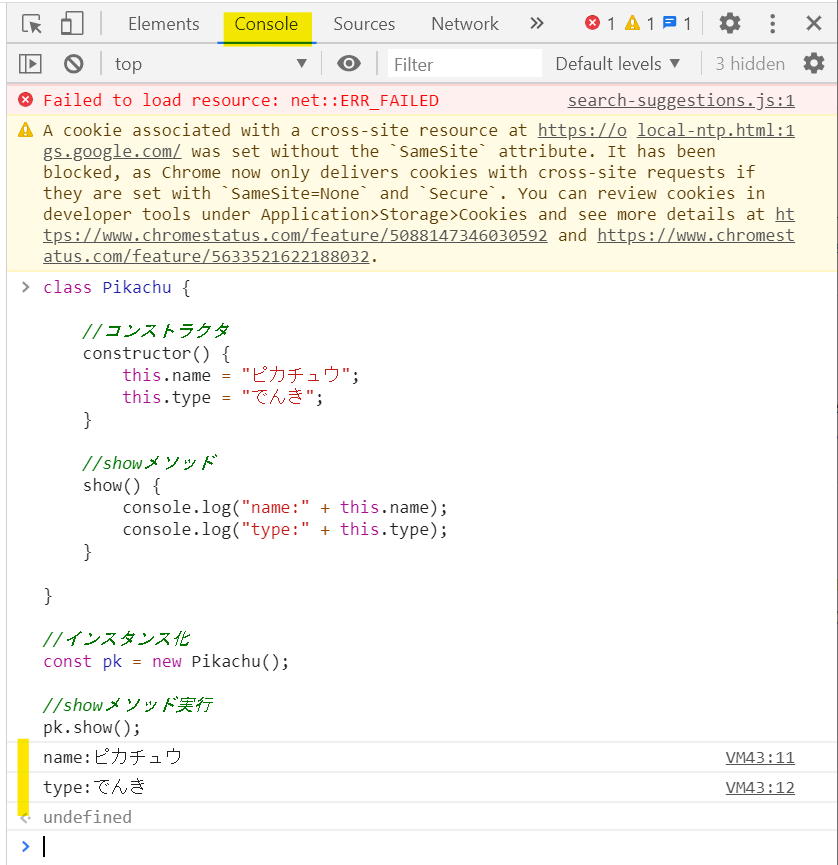 Elements Console Sources Network » 1 1 1
top Filter Default levels ▼ 3 hidden
Failed to load resource: net::ERR_FAILED search-suggestions.js:1
A cookie associated with a cross-site resource at https://o local-ntp.html:1
gs.google.com/ was set without the `SameSite` attribute. It has been
blocked, as Chrome now only delivers cookies with cross-site requests if
they are set with `SameSite=None` and `Secure`. You can review cookies in
developer tools under Application>Storage>Cookies and see more details at ht
tps://www.chromestatus.com/feature/5088147346030592 and https://www.chromest
atus.com/feature/5633521622188032.
> class Pikachu {
//コンストラクタ
constructor() {
this.name = "ピカチュウ";
this.type = "でんき";
}
//showメソッド
show() {
console.log("name:" + this.name);
console.log("type:" + this.type);
}
}
//インスタンス化
const pk = new Pikachu();
//showメソッド実行
pk.show();
name:ピカチュウ VM43:11
type:でんき VM43:12
undefined
>